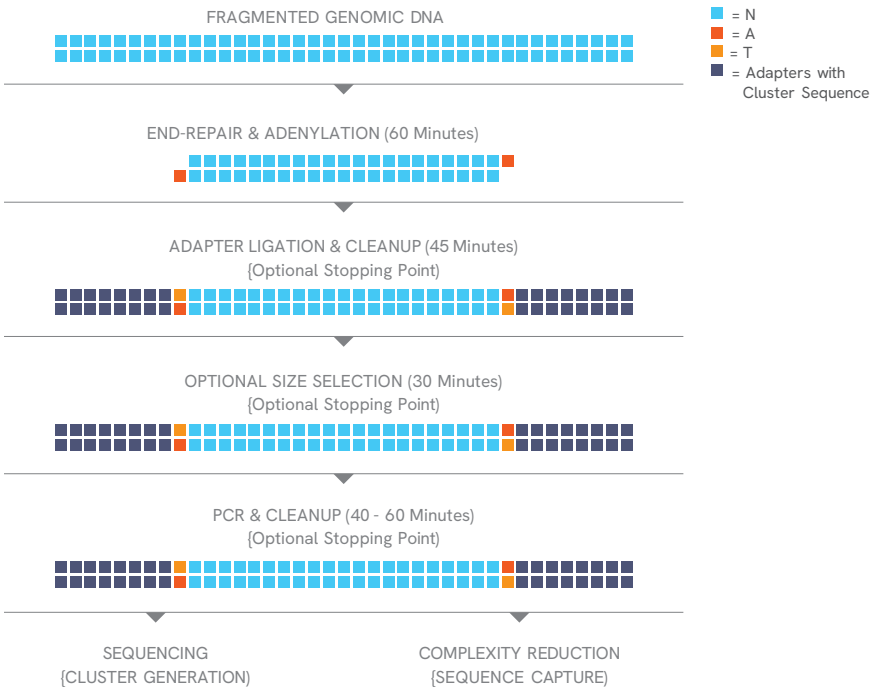 FRAGMENTED GENOMIC DNA
= N
= A
= T
= Adapters with
Cluster Sequence
END-REPAIR & ADENYLATION (60 Minutes)
ADAPTER LIGATION & CLEANUP (45 Minutes)
{Optional Stopping Point)
OPTIONAL SIZE SELECTION (30 Minutes)
{Optional Stopping Point)
PCR & CLEANUP (40 - 60 Minutes)
{Optional Stopping Point)
SEQUENCING
{CLUSTER GENERATION)
COMPLEXITY REDUCTION
{SEQUENCE CAPTURE)